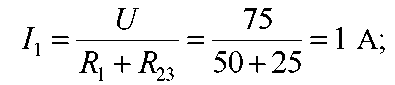 I₁ = U / (R₁ + R₂₃) = 75 / (50 + 25) = 1 A;